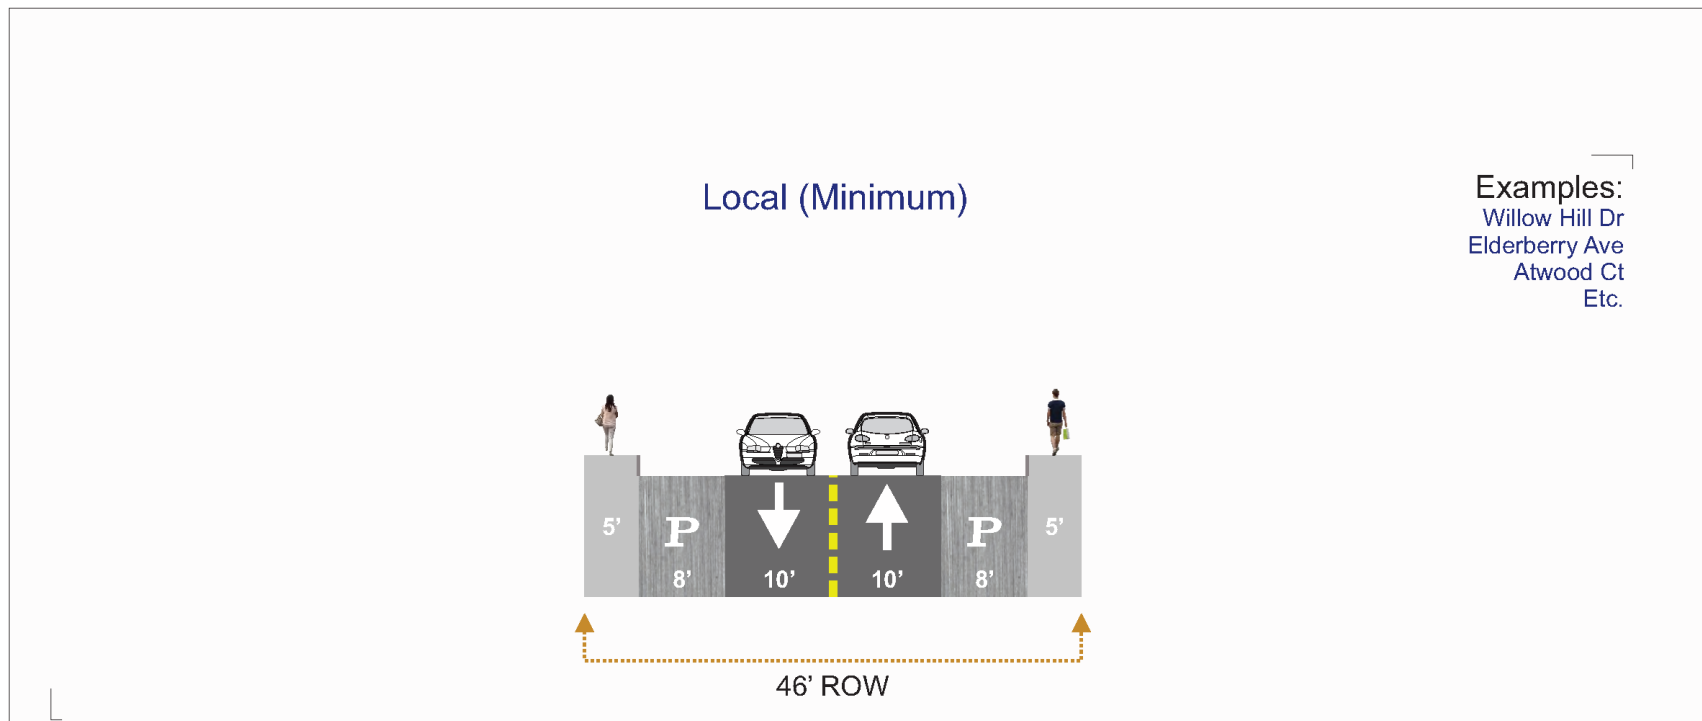 Local (Minimum)
Examples:
Willow Hill Dr
Elderberry Ave
Atwood Ct
Etc.
5’ P P 5’
8’ 10’ 10’ 8’
46’ ROW